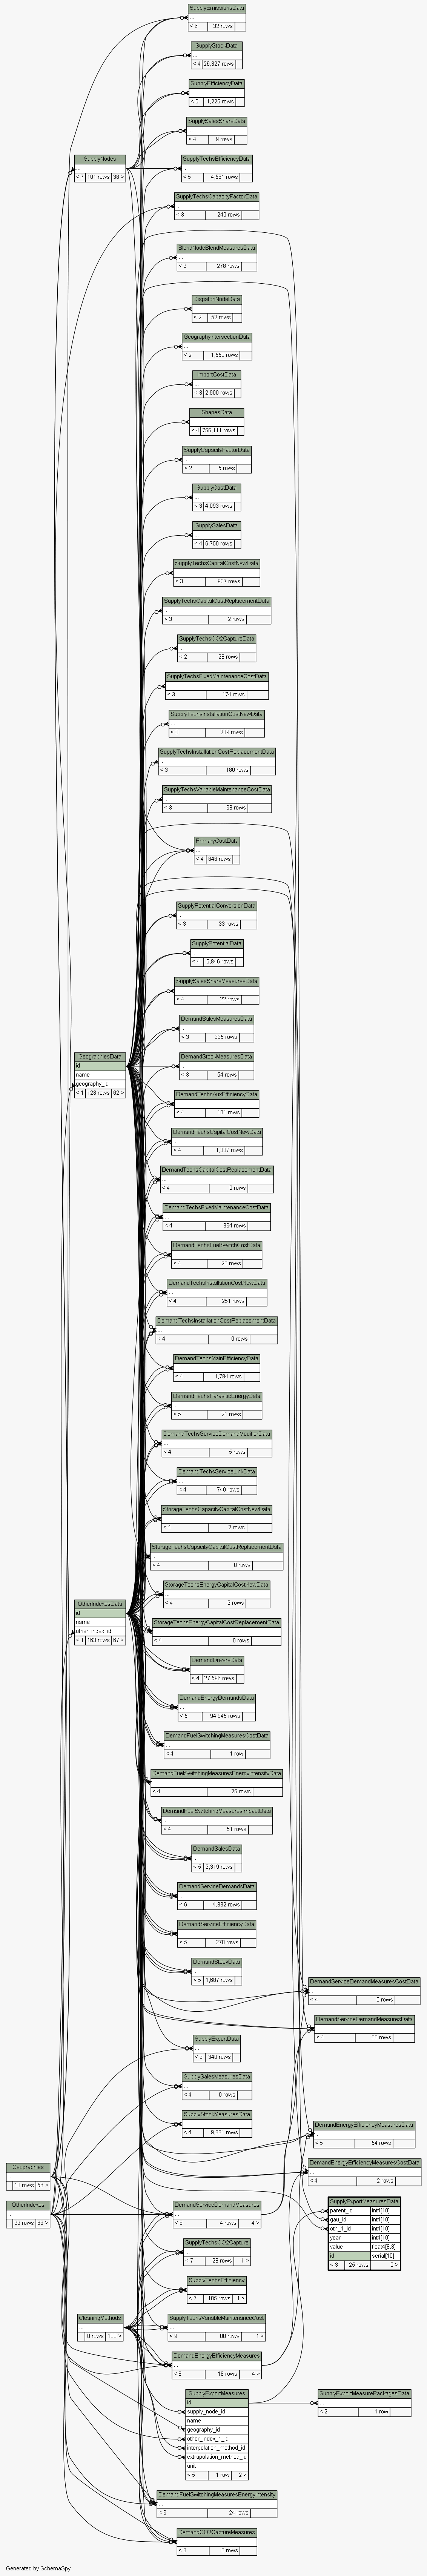 SupplyEmissionsData
...
< 6 32 rows
SupplyStockData
...
< 4 26,327 rows
SupplyEfficiencyData
...
< 5 1,225 rows
SupplySalesShareData
...
< 4 9 rows
SupplyNodes
...
< 7 101 rows 38 >
SupplyTechsEfficiencyData
...
< 5 4,561 rows
SupplyTechsCapacityFactorData
...
< 3 240 rows
BlendNodeBlendMeasuresData
...
< 2 278 rows
DispatchNodeData
...
< 2 52 rows
GeographyIntersectionData
...
< 2 1,550 rows
ImportCostData
...
< 3 2,900 rows
ShapesData
...
< 4 756,111 rows
SupplyCapacityFactorData
...
< 2 5 rows
SupplyCostData
...
< 3 4,093 rows
SupplySalesData
...
< 4 6,750 rows
SupplyTechsCapitalCostNewData
...
< 3 837 rows
SupplyTechsCapitalCostReplacementData
...
< 3 2 rows
SupplyTechsCO2CaptureData
...
< 2 28 rows
SupplyTechsFixedMaintenanceCostData
...
< 3 174 rows
SupplyTechsInstallationCostNewData
...
< 3 209 rows
SupplyTechsInstallationCostReplacementData
...
< 3 180 rows
SupplyTechsVariableMaintenanceCostData
...
< 3 68 rows
PrimaryCostData
...
< 4 848 rows
SupplyPotentialConversionData
...
< 3 33 rows
SupplyPotentialData
...
< 4 5,846 rows
SupplySalesShareMeasuresData
...
< 4 22 rows
DemandSalesMeasuresData
...
< 3 335 rows
GeographiesData
id
name
geography_id
< 1 128 rows 62 >
DemandStockMeasuresData
...
< 3 54 rows
DemandTechsAuxEfficiencyData
...
< 4 101 rows
DemandTechsCapitalCostNewData
...
< 4 1,337 rows
DemandTechsCapitalCostReplacementData
...
< 4 0 rows
DemandTechsFixedMaintenanceCostData
...
< 4 364 rows
DemandTechsFuelSwitchCostData
...
< 4 20 rows
DemandTechsInstallationCostNewData
...
< 4 251 rows
DemandTechsInstallationCostReplacementData
...
< 4 0 rows
DemandTechsMainEfficiencyData
...
< 4 1,784 rows
DemandTechsParasiticEnergyData
...
< 5 21 rows
DemandTechsServiceDemandModifierData
...
< 4 5 rows
DemandTechsServiceLinkData
...
< 4 740 rows
StorageTechsCapacityCapitalCostNewData
...
< 4 2 rows
StorageTechsCapacityCapitalCostReplacementData
...
< 4 0 rows
OtherIndexesData
id
name
other_index_id
< 1 163 rows 67 >
StorageTechsEnergyCapitalCostNewData
...
< 4 9 rows
StorageTechsEnergyCapitalCostReplacementData
...
< 4 0 rows
DemandDriversData
...
< 4 27,596 rows
DemandEnergyDemandsData
...
< 5 94,945 rows
DemandFuelSwitchingMeasuresCostData
...
< 4 1 row
DemandFuelSwitchingMeasuresEnergyIntensityData
...
< 4 25 rows
DemandFuelSwitchingMeasuresImpactData
...
< 4 51 rows
DemandSalesData
...
< 5 3,319 rows
DemandServiceDemandsData
...
< 6 4,832 rows
DemandServiceEfficiencyData
...
< 5 278 rows
DemandStockData
...
< 5 1,687 rows
DemandServiceDemandMeasuresCostData
...
< 4 0 rows
DemandServiceDemandMeasuresData
...
< 4 30 rows
SupplyExportData
...
< 3 340 rows
SupplySalesMeasuresData
...
< 4 0 rows
SupplyStockMeasuresData
...
< 4 8,331 rows
DemandEnergyEfficiencyMeasuresData
...
< 5 54 rows
DemandEnergyEfficiencyMeasuresCostData
...
< 4 2 rows
Geographies
...
10 rows 56 >
OtherIndexes
...
29 rows 63 >
SupplyExportMeasuresData
parent_id int4[10]
gau_id int4[10]
oth_1_id int4[10]
year int4[10]
value float4[8,8]
id serial[10]
< 3 25 rows 0 >
DemandServiceDemandMeasures
...
< 8 4 rows 4 >
SupplyTechsCO2Capture
...
< 7 28 rows 1 >
SupplyTechsEfficiency
...
< 7 105 rows 1 >
CleaningMethods
...
8 rows 108 >
SupplyTechsVariableMaintenanceCost
...
< 9 80 rows 1 >
DemandEnergyEfficiencyMeasures
...
< 8 18 rows 4 >
SupplyExportMeasures
id
supply_node_id
name
geography_id
other_index_1_id
interpolation_method_id
extrapolation_method_id
unit
< 5 1 row 2 >
SupplyExportMeasurePackagesData
...
< 2 1 row
DemandFuelSwitchingMeasuresEnergyIntensity
...
< 6 24 rows
DemandCO2CaptureMeasures
...
< 8 0 rows
Generated by SchemaSpy